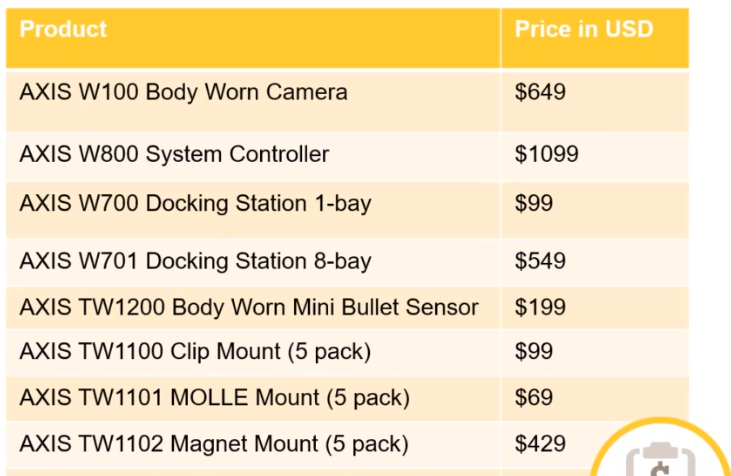 Product Price in USD
AXIS W100 Body Worn Camera $649
AXIS W800 System Controller $1099
AXIS W700 Docking Station 1-bay $99
AXIS W701 Docking Station 8-bay $549
AXIS TW1200 Body Worn Mini Bullet Sensor $199
AXIS TW1100 Clip Mount (5 pack) $99
AXIS TW1101 MOLLE Mount (5 pack) $69
AXIS TW1102 Magnet Mount (5 pack) $429
$